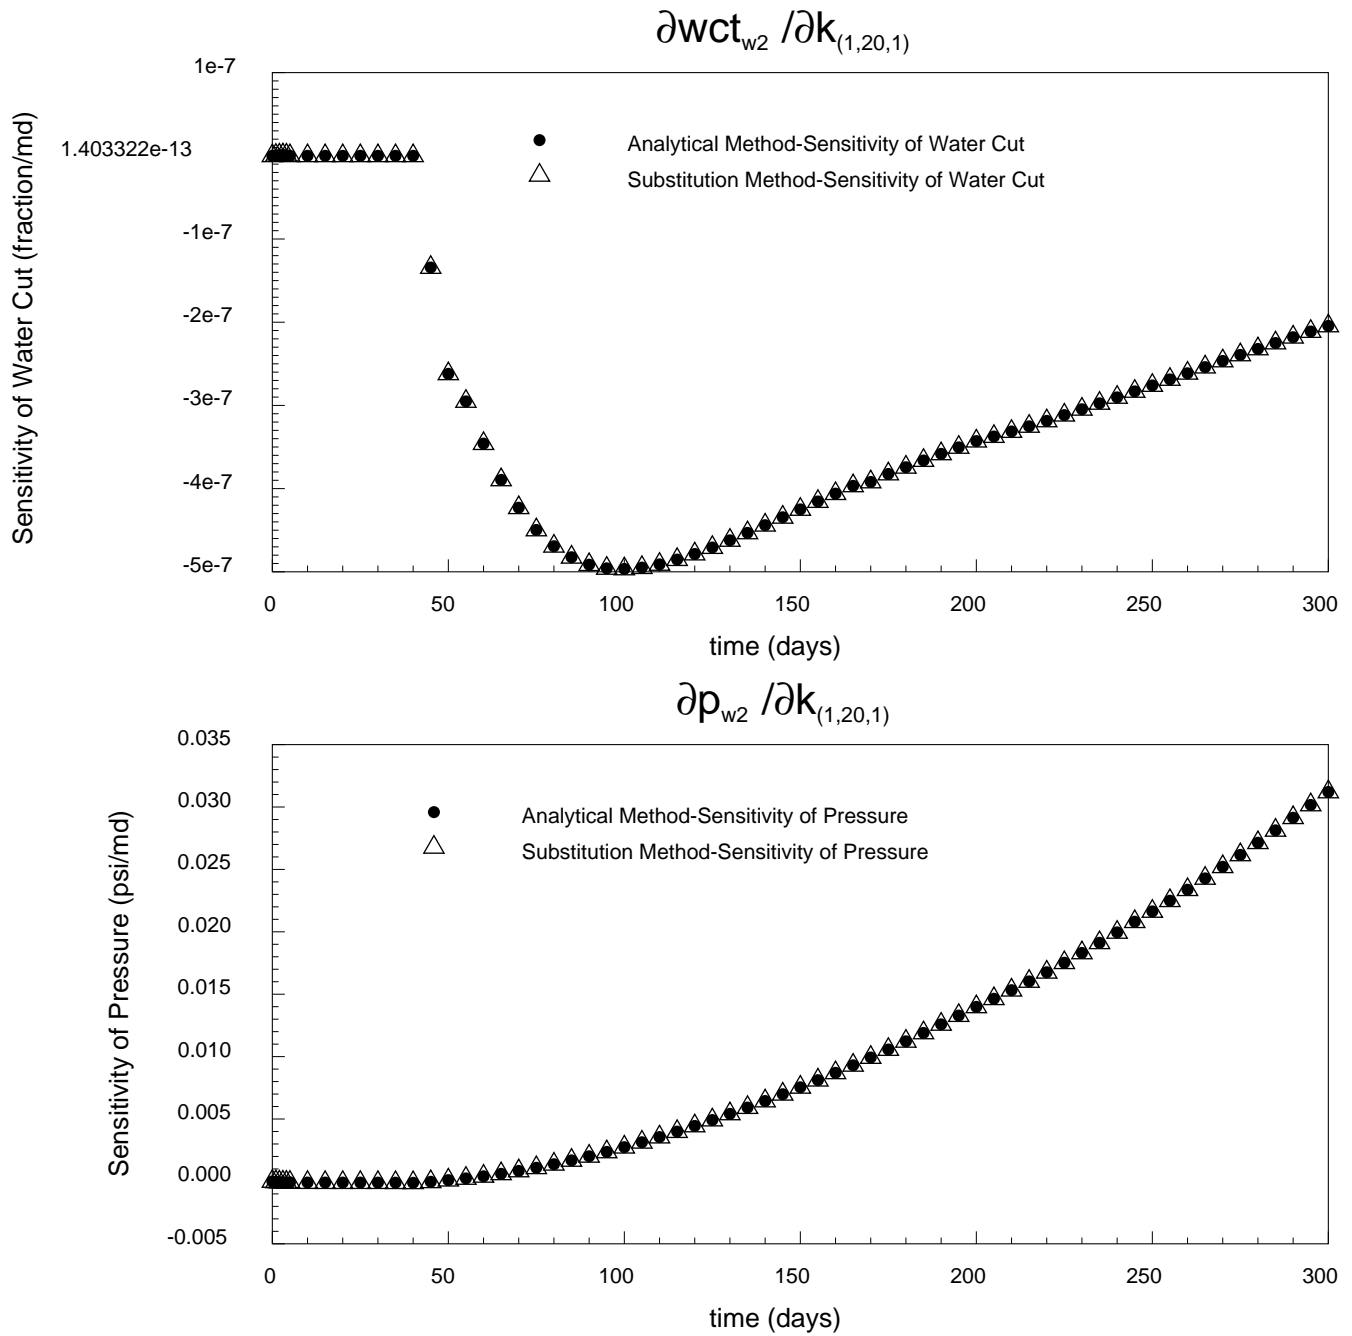 ∂wct_w2 /∂k_(1,20,1)
1e-7
1.403322e-13
-1e-7
-2e-7
-3e-7
-4e-7
-5e-7
Sensitivity of Water Cut (fraction/md)
Analytical Method-Sensitivity of Water Cut
Substitution Method-Sensitivity of Water Cut
0 50 100 150 200 250 300
time (days)
∂p_w2 /∂k_(1,20,1)
0.035
0.030
0.025
0.020
0.015
0.010
0.005
0.000
-0.005
Sensitivity of Pressure (psi/md)
Analytical Method-Sensitivity of Pressure
Substitution Method-Sensitivity of Pressure
0 50 100 150 200 250 300
time (days)